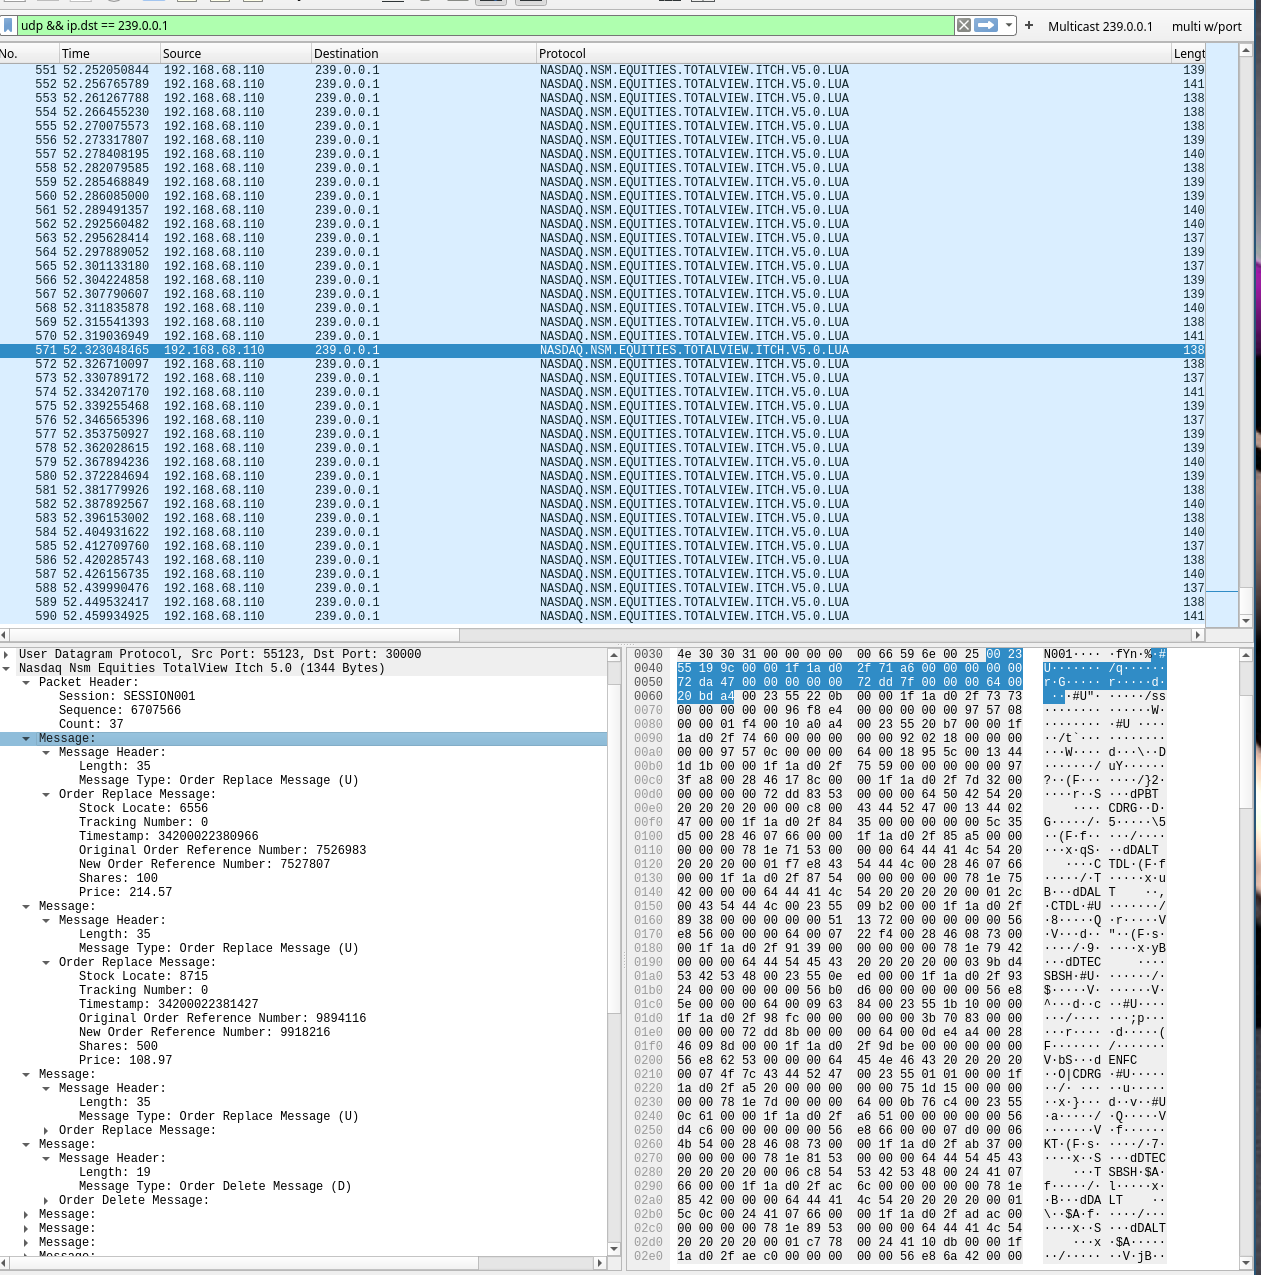 udp && ip.dst == 239.0.0.1
Multicast 239.0.0.1 multi w/port
No. Time Source Destination Protocol Lengt
551 52.252050844 192.168.68.110 239.0.0.1 NASDAQ.NSM.EQUITIES.TOTALVIEW.ITCH.V5.0.LUA 139
552 52.256765789 192.168.68.110 239.0.0.1 NASDAQ.NSM.EQUITIES.TOTALVIEW.ITCH.V5.0.LUA 141
553 52.261267788 192.168.68.110 239.0.0.1 NASDAQ.NSM.EQUITIES.TOTALVIEW.ITCH.V5.0.LUA 138
554 52.266455230 192.168.68.110 239.0.0.1 NASDAQ.NSM.EQUITIES.TOTALVIEW.ITCH.V5.0.LUA 138
555 52.270075573 192.168.68.110 239.0.0.1 NASDAQ.NSM.EQUITIES.TOTALVIEW.ITCH.V5.0.LUA 138
556 52.273317807 192.168.68.110 239.0.0.1 NASDAQ.NSM.EQUITIES.TOTALVIEW.ITCH.V5.0.LUA 139
557 52.278408195 192.168.68.110 239.0.0.1 NASDAQ.NSM.EQUITIES.TOTALVIEW.ITCH.V5.0.LUA 140
558 52.282079585 192.168.68.110 239.0.0.1 NASDAQ.NSM.EQUITIES.TOTALVIEW.ITCH.V5.0.LUA 138
559 52.285468849 192.168.68.110 239.0.0.1 NASDAQ.NSM.EQUITIES.TOTALVIEW.ITCH.V5.0.LUA 139
560 52.286085000 192.168.68.110 239.0.0.1 NASDAQ.NSM.EQUITIES.TOTALVIEW.ITCH.V5.0.LUA 139
561 52.289491357 192.168.68.110 239.0.0.1 NASDAQ.NSM.EQUITIES.TOTALVIEW.ITCH.V5.0.LUA 140
562 52.292560482 192.168.68.110 239.0.0.1 NASDAQ.NSM.EQUITIES.TOTALVIEW.ITCH.V5.0.LUA 140
563 52.295628414 192.168.68.110 239.0.0.1 NASDAQ.NSM.EQUITIES.TOTALVIEW.ITCH.V5.0.LUA 137
564 52.297889052 192.168.68.110 239.0.0.1 NASDAQ.NSM.EQUITIES.TOTALVIEW.ITCH.V5.0.LUA 140
565 52.301133180 192.168.68.110 239.0.0.1 NASDAQ.NSM.EQUITIES.TOTALVIEW.ITCH.V5.0.LUA 137
566 52.304224858 192.168.68.110 239.0.0.1 NASDAQ.NSM.EQUITIES.TOTALVIEW.ITCH.V5.0.LUA 139
567 52.307790607 192.168.68.110 239.0.0.1 NASDAQ.NSM.EQUITIES.TOTALVIEW.ITCH.V5.0.LUA 139
568 52.311835878 192.168.68.110 239.0.0.1 NASDAQ.NSM.EQUITIES.TOTALVIEW.ITCH.V5.0.LUA 140
569 52.315541393 192.168.68.110 239.0.0.1 NASDAQ.NSM.EQUITIES.TOTALVIEW.ITCH.V5.0.LUA 138
570 52.319036949 192.168.68.110 239.0.0.1 NASDAQ.NSM.EQUITIES.TOTALVIEW.ITCH.V5.0.LUA 141
571 52.323048465 192.168.68.110 239.0.0.1 NASDAQ.NSM.EQUITIES.TOTALVIEW.ITCH.V5.0.LUA 138
572 52.326710097 192.168.68.110 239.0.0.1 NASDAQ.NSM.EQUITIES.TOTALVIEW.ITCH.V5.0.LUA 138
573 52.330789172 192.168.68.110 239.0.0.1 NASDAQ.NSM.EQUITIES.TOTALVIEW.ITCH.V5.0.LUA 137
574 52.334207170 192.168.68.110 239.0.0.1 NASDAQ.NSM.EQUITIES.TOTALVIEW.ITCH.V5.0.LUA 141
575 52.339255468 192.168.68.110 239.0.0.1 NASDAQ.NSM.EQUITIES.TOTALVIEW.ITCH.V5.0.LUA 139
576 52.346565396 192.168.68.110 239.0.0.1 NASDAQ.NSM.EQUITIES.TOTALVIEW.ITCH.V5.0.LUA 137
577 52.353750927 192.168.68.110 239.0.0.1 NASDAQ.NSM.EQUITIES.TOTALVIEW.ITCH.V5.0.LUA 139
578 52.362028615 192.168.68.110 239.0.0.1 NASDAQ.NSM.EQUITIES.TOTALVIEW.ITCH.V5.0.LUA 139
579 52.367894236 192.168.68.110 239.0.0.1 NASDAQ.NSM.EQUITIES.TOTALVIEW.ITCH.V5.0.LUA 140
580 52.372284694 192.168.68.110 239.0.0.1 NASDAQ.NSM.EQUITIES.TOTALVIEW.ITCH.V5.0.LUA 139
581 52.381779926 192.168.68.110 239.0.0.1 NASDAQ.NSM.EQUITIES.TOTALVIEW.ITCH.V5.0.LUA 138
582 52.387892567 192.168.68.110 239.0.0.1 NASDAQ.NSM.EQUITIES.TOTALVIEW.ITCH.V5.0.LUA 140
583 52.396153002 192.168.68.110 239.0.0.1 NASDAQ.NSM.EQUITIES.TOTALVIEW.ITCH.V5.0.LUA 138
584 52.404931622 192.168.68.110 239.0.0.1 NASDAQ.NSM.EQUITIES.TOTALVIEW.ITCH.V5.0.LUA 140
585 52.412709760 192.168.68.110 239.0.0.1 NASDAQ.NSM.EQUITIES.TOTALVIEW.ITCH.V5.0.LUA 137
586 52.420285743 192.168.68.110 239.0.0.1 NASDAQ.NSM.EQUITIES.TOTALVIEW.ITCH.V5.0.LUA 138
587 52.426156735 192.168.68.110 239.0.0.1 NASDAQ.NSM.EQUITIES.TOTALVIEW.ITCH.V5.0.LUA 140
588 52.439990476 192.168.68.110 239.0.0.1 NASDAQ.NSM.EQUITIES.TOTALVIEW.ITCH.V5.0.LUA 137
589 52.449532417 192.168.68.110 239.0.0.1 NASDAQ.NSM.EQUITIES.TOTALVIEW.ITCH.V5.0.LUA 138
590 52.459934925 192.168.68.110 239.0.0.1 NASDAQ.NSM.EQUITIES.TOTALVIEW.ITCH.V5.0.LUA 141
User Datagram Protocol, Src Port: 55123, Dst Port: 30000
Nasdaq Nsm Equities TotalView Itch 5.0 (1344 Bytes)
Packet Header:
Session: SESSION001
Sequence: 6707566
Count: 37
Message:
Message Header:
Length: 35
Message Type: Order Replace Message (U)
Order Replace Message:
Stock Locate: 6556
Tracking Number: 0
Timestamp: 34200022380966
Original Order Reference Number: 7526983
New Order Reference Number: 7527807
Shares: 100
Price: 214.57
Message:
Message Header:
Length: 35
Message Type: Order Replace Message (U)
Order Replace Message:
Stock Locate: 8715
Tracking Number: 0
Timestamp: 34200022381427
Original Order Reference Number: 9894116
New Order Reference Number: 9918216
Shares: 500
Price: 108.97
Message:
Message Header:
Length: 35
Message Type: Order Replace Message (U)
Order Replace Message:
Message:
Message Header:
Length: 19
Message Type: Order Delete Message (D)
Order Delete Message:
Message:
Message:
Message:
0030 4e 30 30 31 00 00 00 00 00 66 59 6e 00 25 00 23
0040 55 19 9c 00 00 1f 1a d0 2f 71 a6 00 00 00 00 00
0050 72 da 47 00 00 00 00 00 72 dd 7f 00 00 00 64 00
0060 20 bd a4 00 23 55 22 0b 00 00 1f 1a d0 2f 73 73
0070 00 00 00 00 00 96 f8 e4 00 00 00 00 00 97 57 08
0080 00 00 01 f4 00 10 a0 a4 00 23 55 20 b7 00 00 1f
0090 1a d0 2f 74 60 00 00 00 00 00 92 02 18 00 00 00
00a0 00 00 97 57 0c 00 00 00 64 00 18 95 5c 00 13 44
00b0 1d 1b 00 00 1f 1a d0 2f 75 59 00 00 00 00 00 97
00c0 3f a8 00 28 46 17 8c 00 00 1f 1a d0 2f 7d 32 00
00d0 00 00 00 00 72 dd 83 53 00 00 00 64 50 42 54 20
00e0 20 20 20 20 00 00 c8 00 43 44 52 47 00 13 44 02
00f0 47 00 00 1f 1a d0 2f 84 35 00 00 00 00 00 5c 35
0100 d5 00 28 46 07 66 00 00 1f 1a d0 2f 85 a5 00 00
0110 00 00 00 78 1e 71 53 00 00 00 64 44 41 4c 54 20
0120 20 20 20 00 01 f7 e8 43 54 44 4c 00 28 46 07 66
0130 00 00 1f 1a d0 2f 87 54 00 00 00 00 00 78 1e 75
0140 42 00 00 00 64 44 41 4c 54 20 20 20 20 00 01 2c
0150 00 43 54 44 4c 00 23 55 09 b2 00 00 1f 1a d0 2f
0160 89 38 00 00 00 00 00 51 13 72 00 00 00 00 00 56
0170 e8 56 00 00 00 64 00 07 22 f4 00 28 46 08 73 00
0180 00 1f 1a d0 2f 91 39 00 00 00 00 00 78 1e 79 42
0190 00 00 00 64 44 54 45 43 20 20 20 20 00 03 9b d4
01a0 53 42 53 48 00 23 55 0e ed 00 00 1f 1a d0 2f 93
01b0 24 00 00 00 00 00 56 b0 d6 00 00 00 00 00 56 e8
01c0 5e 00 00 00 64 00 09 63 84 00 23 55 1b 10 00 00
01d0 1f 1a d0 2f 98 fc 00 00 00 00 00 3b 70 83 00 00
01e0 00 00 00 72 dd 8b 00 00 00 64 00 0d e4 a4 00 28
01f0 46 09 8d 00 00 1f 1a d0 2f 9d be 00 00 00 00 00
0200 56 e8 62 53 00 00 00 64 45 4e 46 43 20 20 20 20
0210 00 07 4f 7c 43 44 52 47 00 23 55 01 01 00 00 1f
0220 1a d0 2f a5 20 00 00 00 00 00 75 1d 15 00 00 00
0230 00 00 78 1e 7d 00 00 00 64 00 0b 76 c4 00 23 55
0240 0c 61 00 00 1f 1a d0 2f a6 51 00 00 00 00 00 56
0250 d4 c6 00 00 00 00 00 56 e8 66 00 00 07 d0 00 06
0260 4b 54 00 28 46 08 73 00 00 1f 1a d0 2f ab 37 00
0270 00 00 00 00 78 1e 81 53 00 00 00 64 44 54 45 43
0280 20 20 20 20 00 06 c8 54 53 42 53 48 00 24 41 07
0290 66 00 00 1f 1a d0 2f ac 6c 00 00 00 00 00 78 1e
02a0 85 42 00 00 00 64 44 41 4c 54 20 20 20 20 00 01
02b0 5c 0c 00 24 41 07 66 00 00 1f 1a d0 2f ad ac 00
02c0 00 00 00 00 78 1e 89 53 00 00 00 64 44 41 4c 54
02d0 20 20 20 20 00 01 c7 78 00 24 41 10 db 00 00 1f
02e0 1a d0 2f ae c0 00 00 00 00 00 56 e8 6a 42 00 00